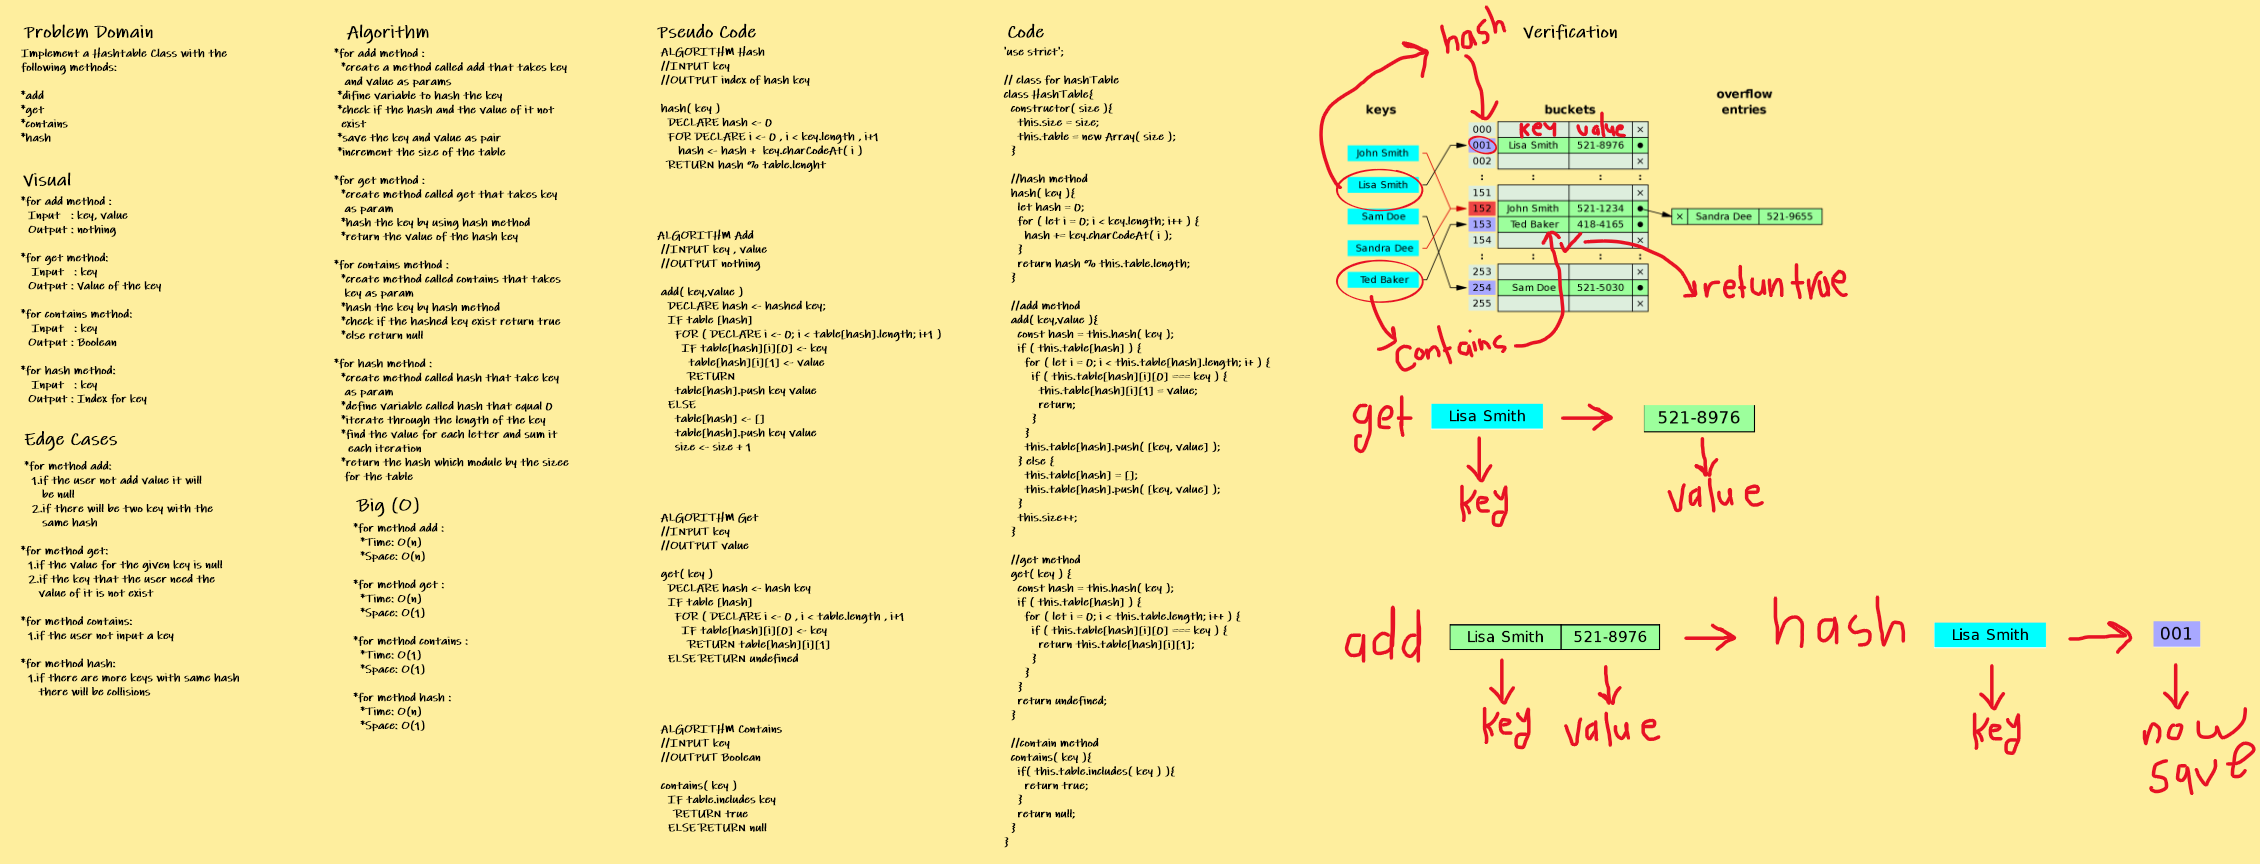 Problem Domain
Implement a Hashtable Class with the
following methods:
*add
*get
*contains
*hash
Visual
*for add method :
Input : key, value
Output : nothing
*for get method:
Input : key
Output : Value of the key
*for contains method:
Input : key
Output : Boolean
*for hash method:
Input : key
Output : Index for key
Edge Cases
*for method add:
1.if the user not add value it will
be null
2.if there will be two key with the
same hash
*for method get:
1.if the value for the given key is null
2.if the key that the user need the
value of it is not exist
*for method contains:
1.if the user not input a key
*for method hash:
1.if there are more keys with same hash
there will be collisions
Algorithm
*for add method :
*create a method called add that takes key
and value as params
*difine variable to hash the key
*check if the hash and the value of it not
exist
*save the key and value as pair
*increment the size of the table
*for get method :
*create method called get that takes key
as param
*hash the key by using hash method
*return the value of the hash key
*for contains method :
*create method called contains that takes
key as param
*hash the key by hash method
*check if the hashed key exist return true
*else return null
*for hash method :
*create method called hash that take key
as param
*define variable called hash that equal 0
*iterate through the length of the key
*find the value for each letter and sum it
each iteration
*return the hash which module by the sizee
for the table
Big (O)
*for method add :
*Time: O(n)
*Space: O(n)
*for method get :
*Time: O(n)
*Space: O(1)
*for method contains :
*Time: O(1)
*Space: O(1)
*for method hash :
*Time: O(n)
*Space: O(1)
Pseudo Code
ALGORITHM Hash
//INPUT key
//OUTPUT index of hash key
hash( key )
DECLARE hash <- 0
FOR DECLARE i <- 0 , i < key.length , i+1
hash <- hash + key.charCodeAt( i )
RETURN hash % table.lenght
ALGORITHM Add
//INPUT key , value
//OUTPUT nothing
add( key,value )
DECLARE hash <- hashed key;
IF table [hash]
FOR ( DECLARE i <- 0; i < table[hash].length; i+1 )
IF table[hash][i][0] <- key
table[hash][i][1] <- value
RETURN
table[hash].push key value
ELSE
table[hash] <- []
table[hash].push key value
size <- size + 1
ALGORITHM Get
//INPUT key
//OUTPUT value
get( key )
DECLARE hash <- hash key
IF table [hash]
FOR ( DECLARE i <- 0 , i < table.length , i+1
IF table[hash][i][0] <- key
RETURN table[hash][i][1]
ELSE RETURN undefined
ALGORITHM Contains
//INPUT key
//OUTPUT Boolean
contains( key )
IF table.includes key
RETURN true
ELSE RETURN null
Code
'use strict';
// class for hashTable
class HashTable{
constructor( size ){
this.size = size;
this.table = new Array( size );
}
//hash method
hash( key ){
let hash = 0;
for ( let i = 0; i < key.length; i++ ) {
hash += key.charCodeAt( i );
}
return hash % this.table.length;
}
//add method
add( key,value ){
const hash = this.hash( key );
if ( this.table[hash] ) {
for ( let i = 0; i < this.table[hash].length; i+ ) {
if ( this.table[hash][i][0] === key ) {
this.table[hash][i][1] = value;
return;
}
}
this.table[hash].push( [key, value] );
} else {
this.table[hash] = [];
this.table[hash].push( [key, value] );
}
this.size++;
}
//get method
get( key ) {
const hash = this.hash( key );
if ( this.table[hash] ) {
for ( let i = 0; i < this.table.length; i++ ) {
if ( this.table[hash][i][0] === key ) {
return this.table[hash][i][1];
}
}
}
return undefined;
}
//contain method
contains( key ){
if( this.table.includes( key ) ){
return true;
}
return null;
}
}
Verification
hash
keys
buckets
overflow
entries
John Smith
Lisa Smith
Sam Doe
Sandra Dee
Ted Baker
000 key value ×
001 Lisa Smith 521-8976
002 ×
: : : :
151 ×
152 John Smith 521-1234
× Sandra Dee 521-9655
153 Ted Baker 418-4165
154 ×
: : : :
253 ×
254 Sam Doe 521-5030
255 ×
retun true
contains
get Lisa Smith 521-8976
key value
add Lisa Smith 521-8976 hash Lisa Smith 001
key value key now
save